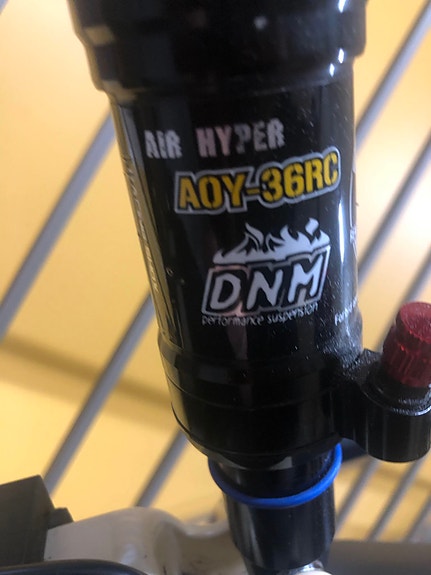 AIR HYPER
AOY-36RC
DNM
performance suspension